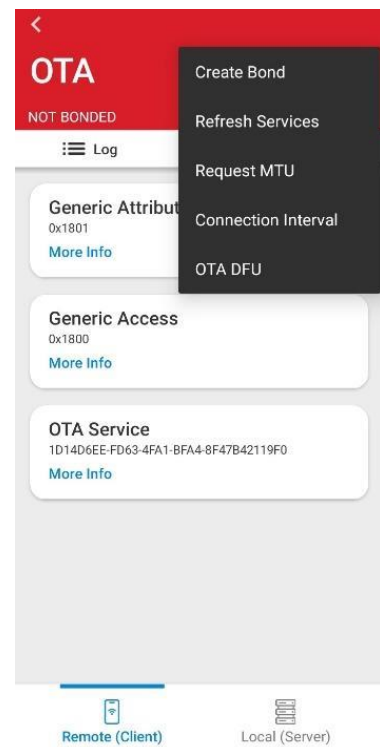 OTA
NOT BONDED
Create Bond
Refresh Services
Request MTU
Connection Interval
OTA DFU
Log
Generic Attribut
0x1801
More Info
Generic Access
0x1800
More Info
OTA Service
1D14D6EE-FD63-4FA1-BFA4-8F47B42119F0
More Info
Remote (Client)
Local (Server)